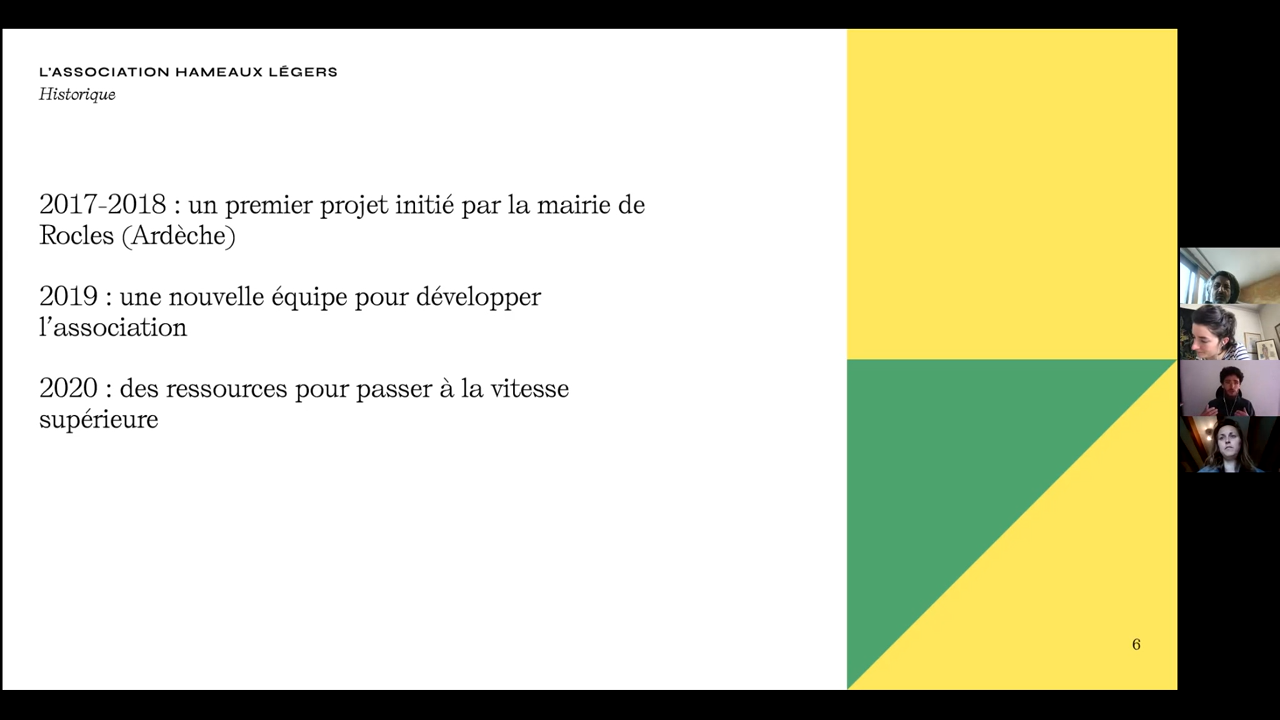 L'ASSOCIATION HAMEAUX LÉGERS
Historique
2017-2018 : un premier projet initié par la mairie de
Rocles (Ardèche)
2019 : une nouvelle équipe pour développer
l'association
2020 : des ressources pour passer à la vitesse
supérieure
6